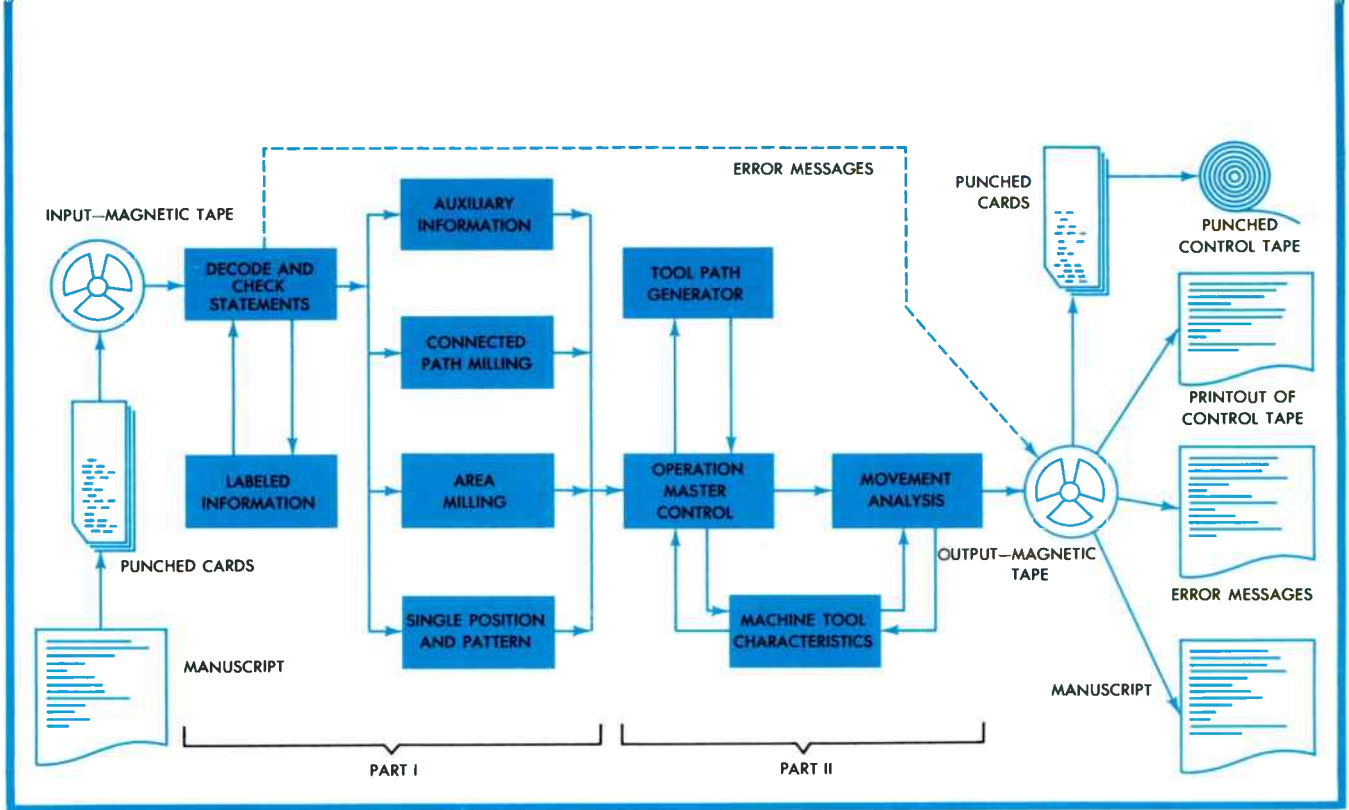 ERROR MESSAGES
PUNCHED
CARDS
PUNCHED
CONTROL TAPE
INPUT—MAGNETIC TAPE
AUXILIARY
INFORMATION
DECODE AND
CHECK
STATEMENTS
TOOL PATH
GENERATOR
CONNECTED
PATH MILLING
PRINTOUT OF
CONTROL TAPE
LABELED
INFORMATION
AREA
MILLING
OPERATION
MASTER
CONTROL
MOVEMENT
ANALYSIS
OUTPUT—MAGNETIC
TAPE
PUNCHED CARDS
ERROR MESSAGES
SINGLE POSITION
AND PATTERN
MACHINE TOOL
CHARACTERISTICS
MANUSCRIPT
MANUSCRIPT
PART I
PART II